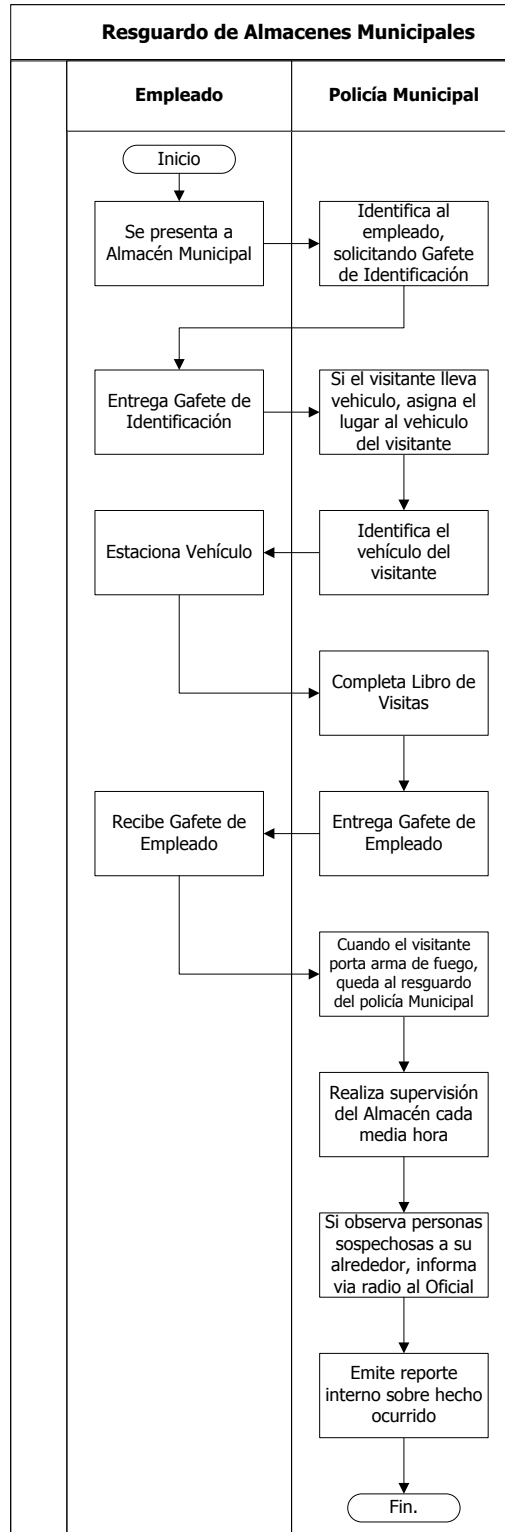 Resguardo de Almacenes Municipales
Empleado
Policía Municipal
Inicio
Se presenta a
Almacén Municipal
Identifica al
empleado,
solicitando Gafete
de Identificación
Entrega Gafete de
Identificación
Si el visitante lleva
vehiculo, asigna el
lugar al vehiculo
del visitante
Estaciona Vehículo
Identifica el
vehículo del
visitante
Completa Libro de
Visitas
Recibe Gafete de
Empleado
Entrega Gafete de
Empleado
Cuando el visitante
porta arma de fuego,
queda al resguardo
del policía Municipal
Realiza supervisión
del Almacén cada
media hora
Si observa personas
sospechosas a su
alrededor, informa
via radio al Oficial
Emite reporte
interno sobre hecho
ocurrido
Fin.